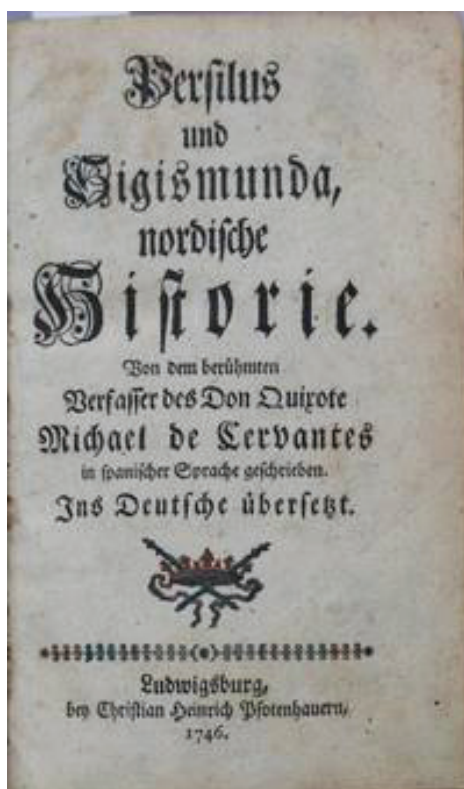 Persilus
und
Sigismunda,
nordische
Historie.
Von dem berühmten
Verfasser des Don Quixote
Michael de Cervantes
in spanischer Sprache geschrieben.
Ins Deutsche übersetzt.
Ludwigsburg,
bey Christian Heinrich Pfotenhauern,
1746.